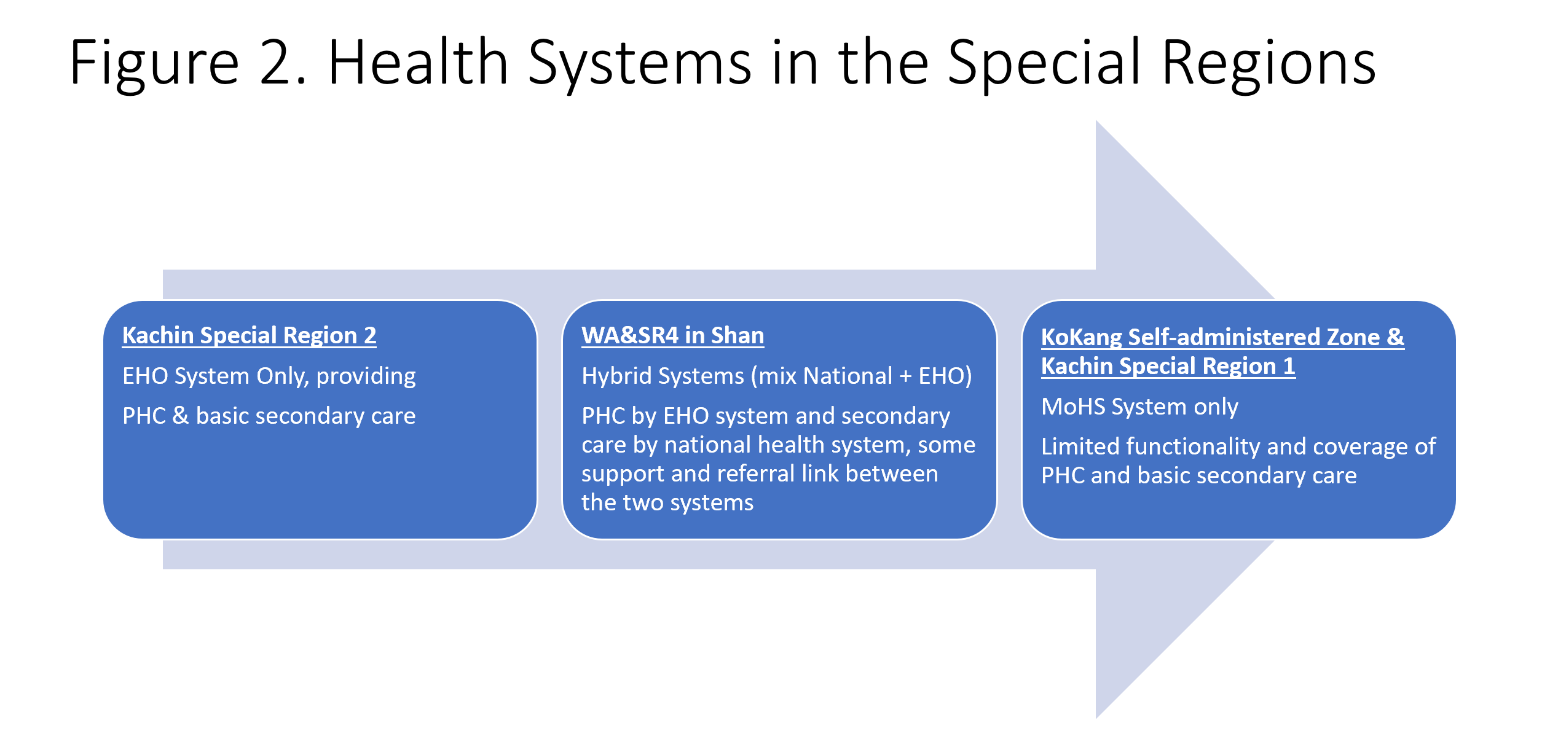 Figure 2. Health Systems in the Special Regions
Kachin Special Region 2
EHO System Only, providing
PHC & basic secondary care
WA&SR4 in Shan
Hybrid Systems (mix National + EHO)
PHC by EHO system and secondary
care by national health system, some
support and referral link between
the two systems
KoKang Self-administered Zone &
Kachin Special Region 1
MoHS System only
Limited functionality and coverage of
PHC and basic secondary care